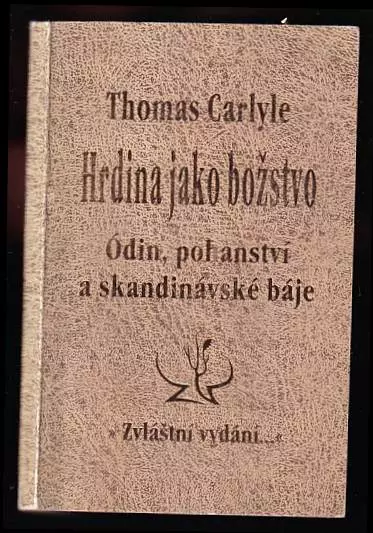 Thomas Carlyle
Hrdina jako božstvo
Ódin, pohanství
a skandinávské báje
» Zvláštní vydání...«